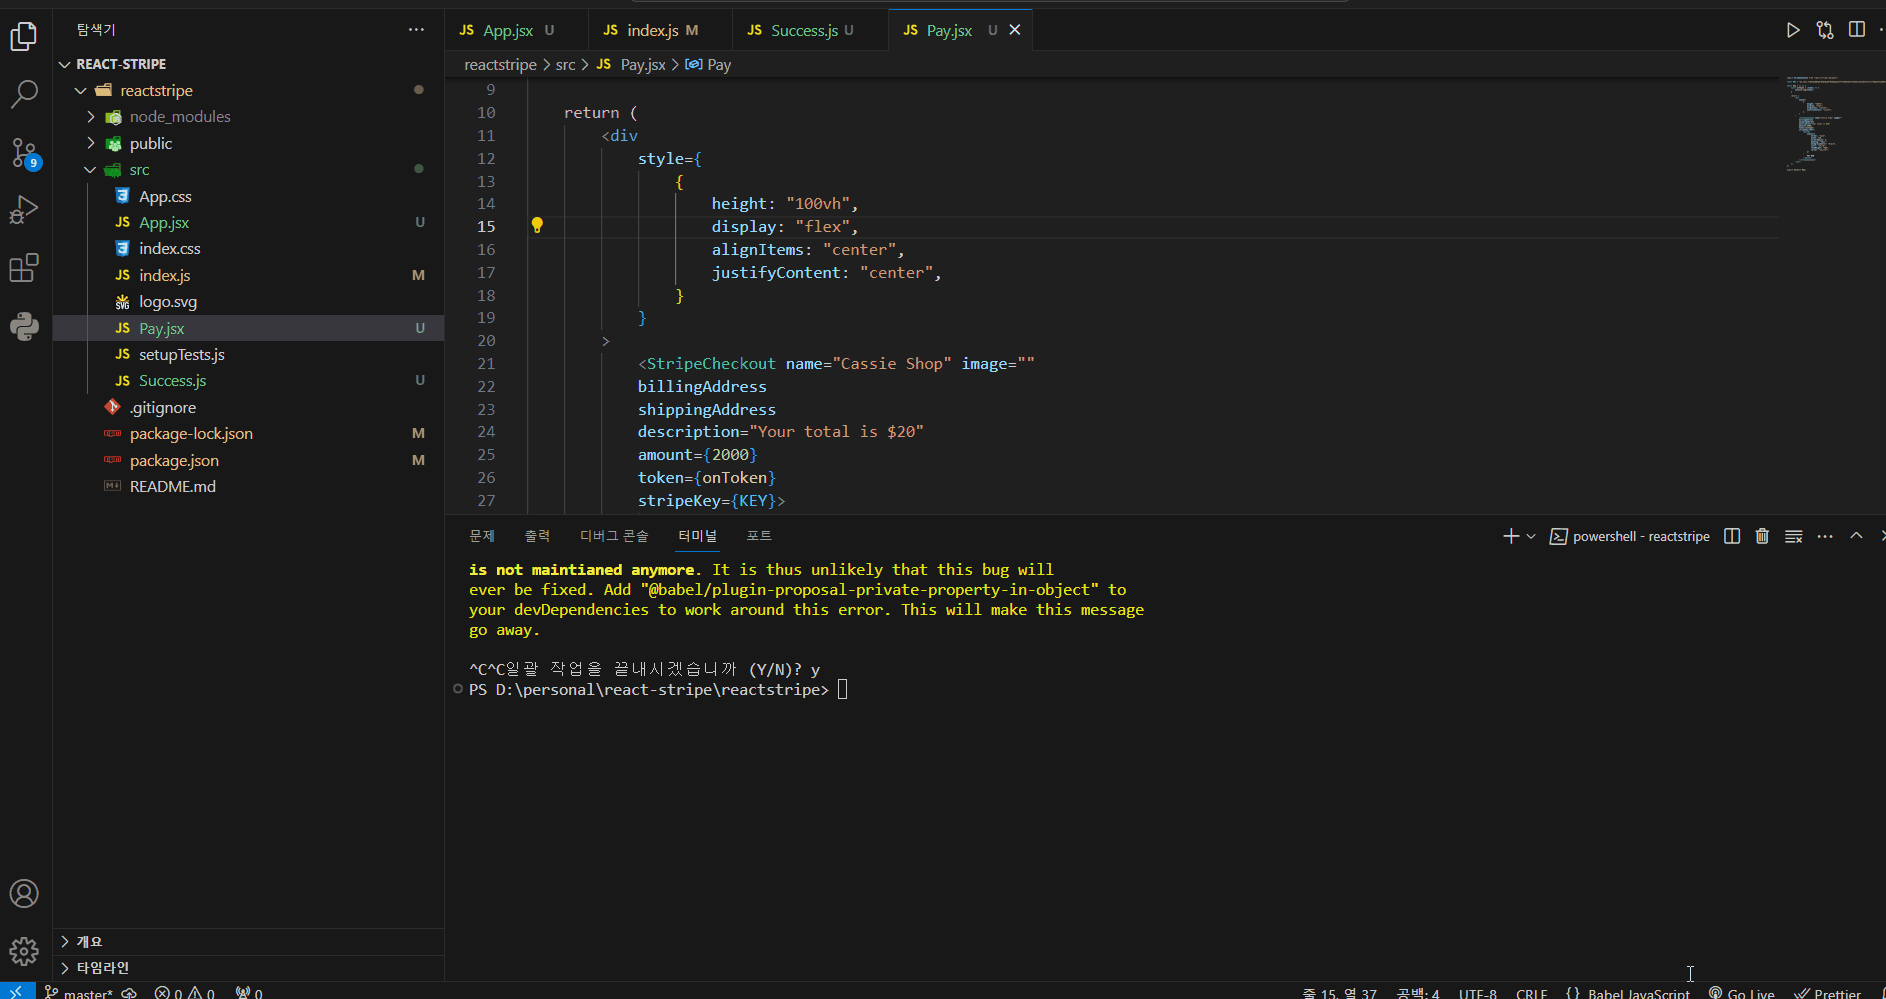 탐색기
REACT-STRIPE
reactstripe
node_modules
public
src
App.css
App.jsx U
index.css
index.js M
logo.svg
Pay.jsx U
setupTests.js
Success.js U
.gitignore
package-lock.json M
package.json M
README.md
개요
타임라인
9
JS App.jsx U
JS index.js M
JS Success.js U
JS Pay.jsx U
reactstripe > src > JS Pay.jsx > Pay
9
10 return (
11 <div
12 style={
13 {
14 height: "100vh",
15 display: "flex",
16 alignItems: "center",
17 justifyContent: "center",
18 }
19 }
20 >
21 <StripeCheckout name="Cassie Shop" image=""
22 billingAddress
23 shippingAddress
24 description="Your total is $20"
25 amount={2000}
26 token={onToken}
27 stripeKey={KEY}>
문제 출력 디버그 콘솔 터미널 포트
powershell - reactstripe
is not maintianed anymore. It is thus unlikely that this bug will
ever be fixed. Add "@babel/plugin-proposal-private-property-in-object" to
your devDependencies to work around this error. This will make this message
go away.
^C^C일괄 작업을 끝내시겠습니까 (Y/N)? y
PS D:\personal\react-stripe\reactstripe>
master* 0 0 0
줄 15, 열 37 공백: 4 UTF-8 CRLF {} Babel JavaScript Go Live Prettier